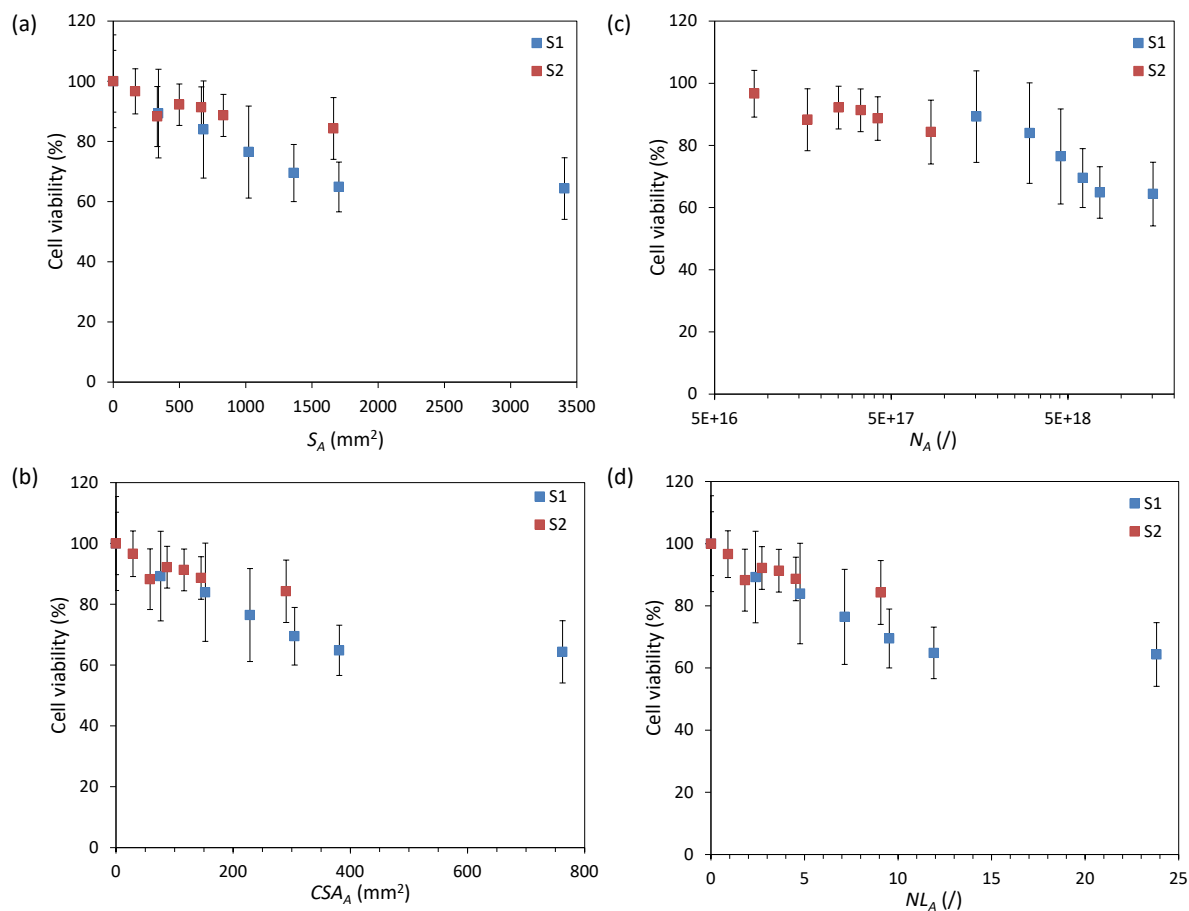 (a)
120
100
80
60
40
20
0
Cell viability (%)
0 500 1000 1500 2000 2500 3000 3500
S_A (mm²)
S1
S2
(c)
120
100
80
60
40
20
0
Cell viability (%)
5E+16 5E+17 5E+18
N_A (/)
S1
S2
(b)
120
100
80
60
40
20
0
Cell viability (%)
0 200 400 600 800
CSA_A (mm²)
S1
S2
(d)
120
100
80
60
40
20
0
Cell viability (%)
0 5 10 15 20 25
NL_A (/)
S1
S2